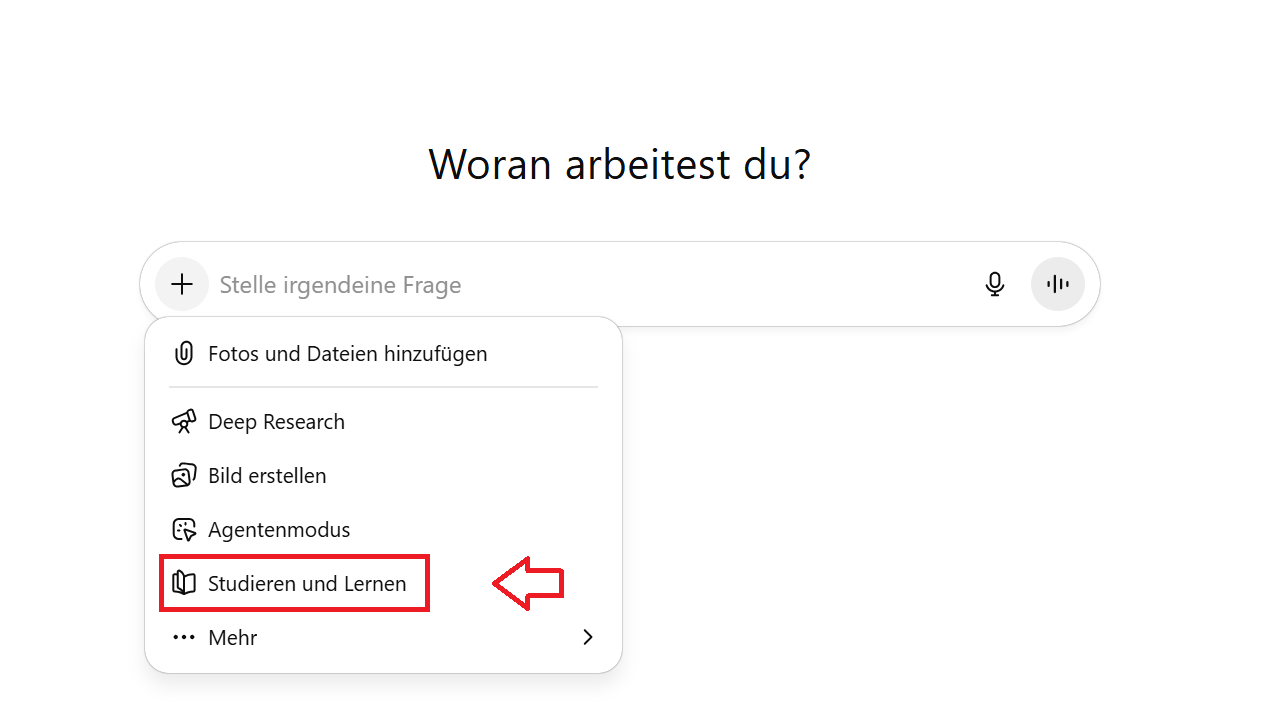 Woran arbeitest du?
Stelle irgendeine Frage
Fotos und Dateien hinzufügen
Deep Research
Bild erstellen
Agentenmodus
Studieren und Lernen
Mehr